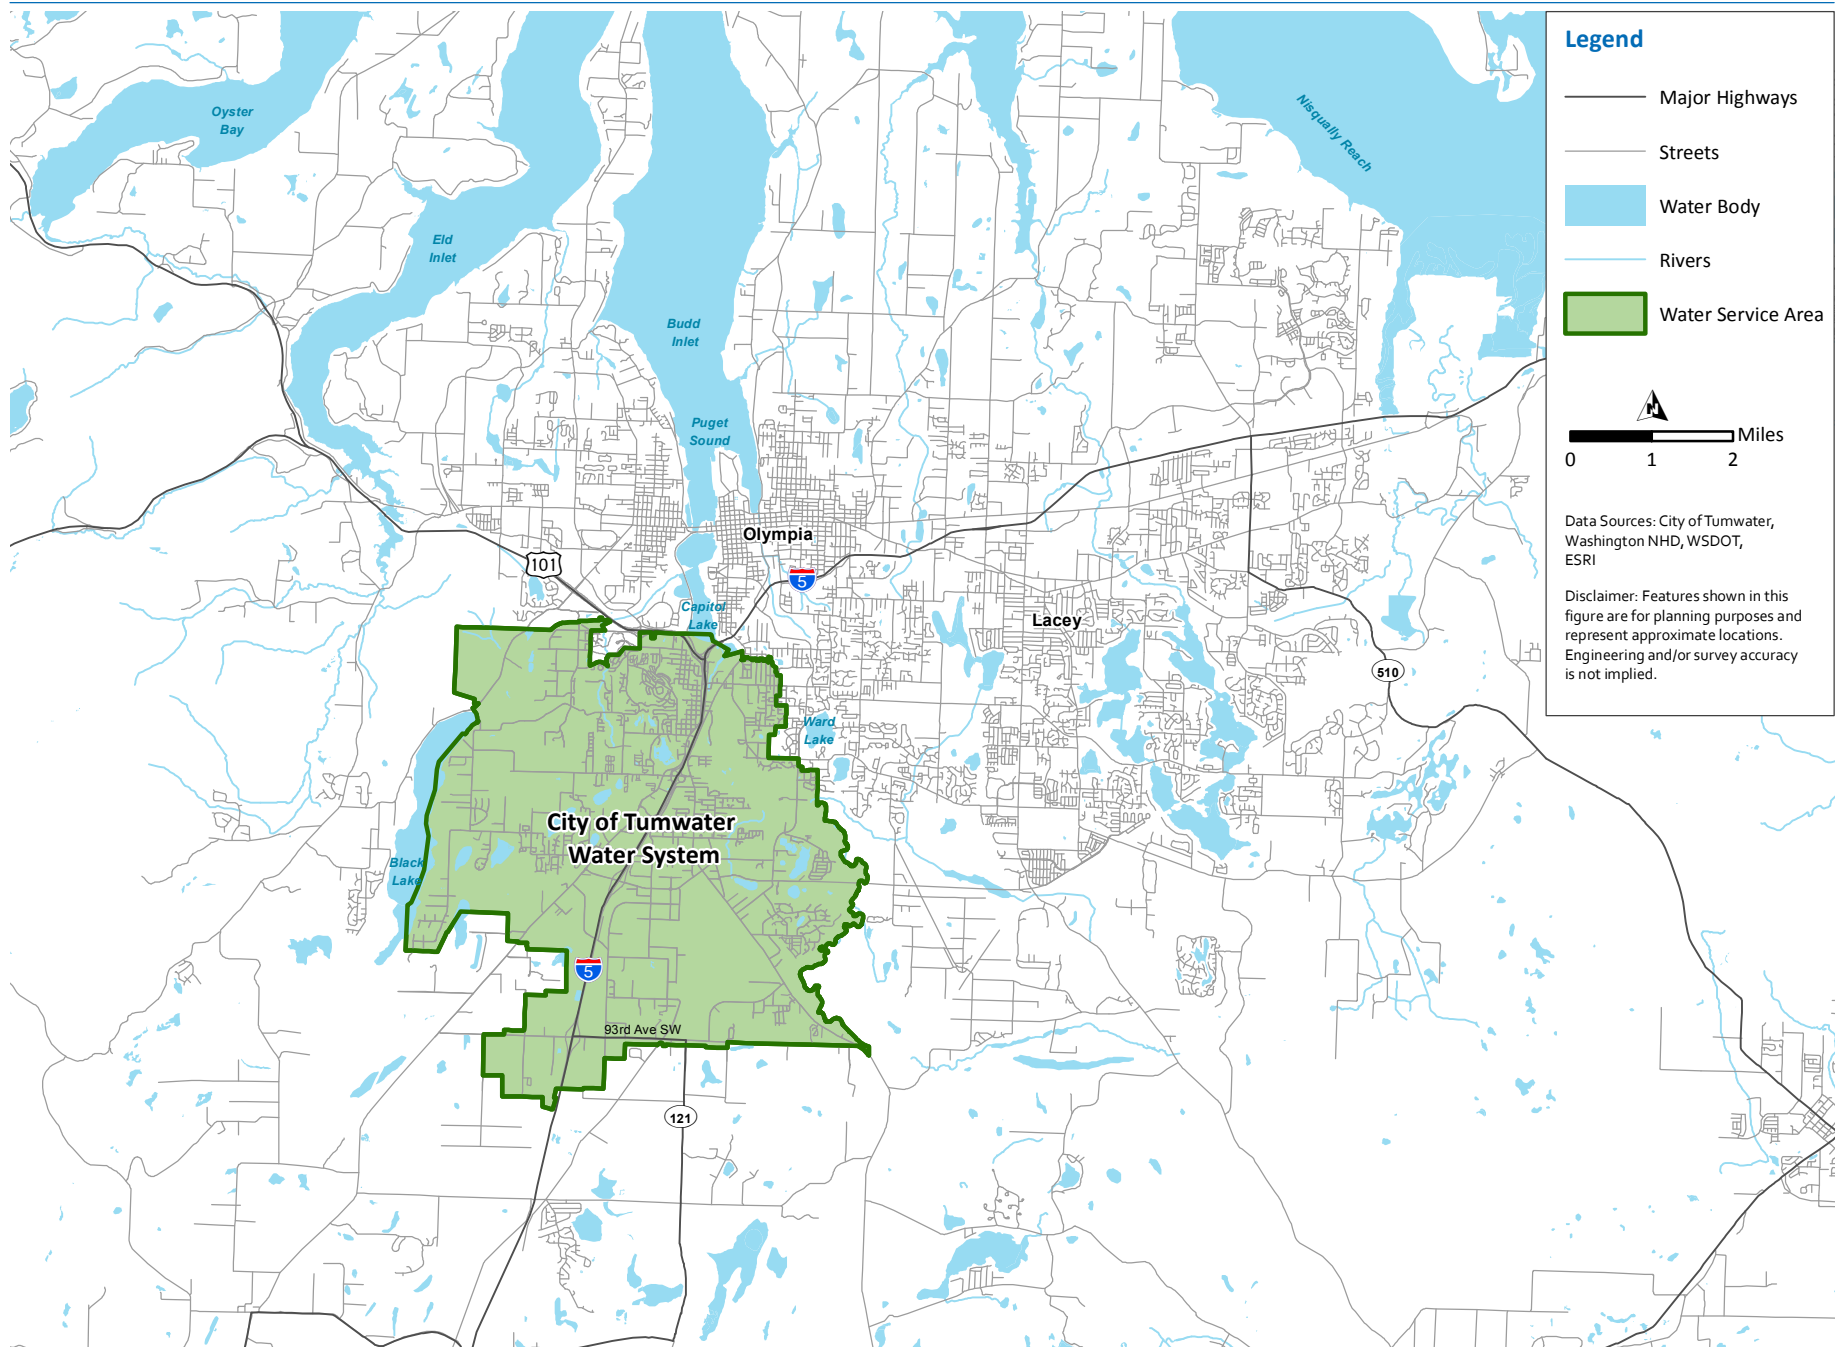 Legend
Major Highways
Streets
Water Body
Rivers
Water Service Area
N
Miles
0 1 2
Data Sources: City of Tumwater,
Washington NHD, WSDOT,
ESRI
Disclaimer: Features shown in this
figure are for planning purposes and
represent approximate locations.
Engineering and/or survey accuracy
is not implied.
Oyster
Bay
Nisqually Reach
Eld
Inlet
Budd
Inlet
Puget
Sound
Olympia
101
5
Capitol
Lake
Lacey
510
Ward
Lake
City of Tumwater
Water System
Black
Lake
5
93rd Ave SW
121